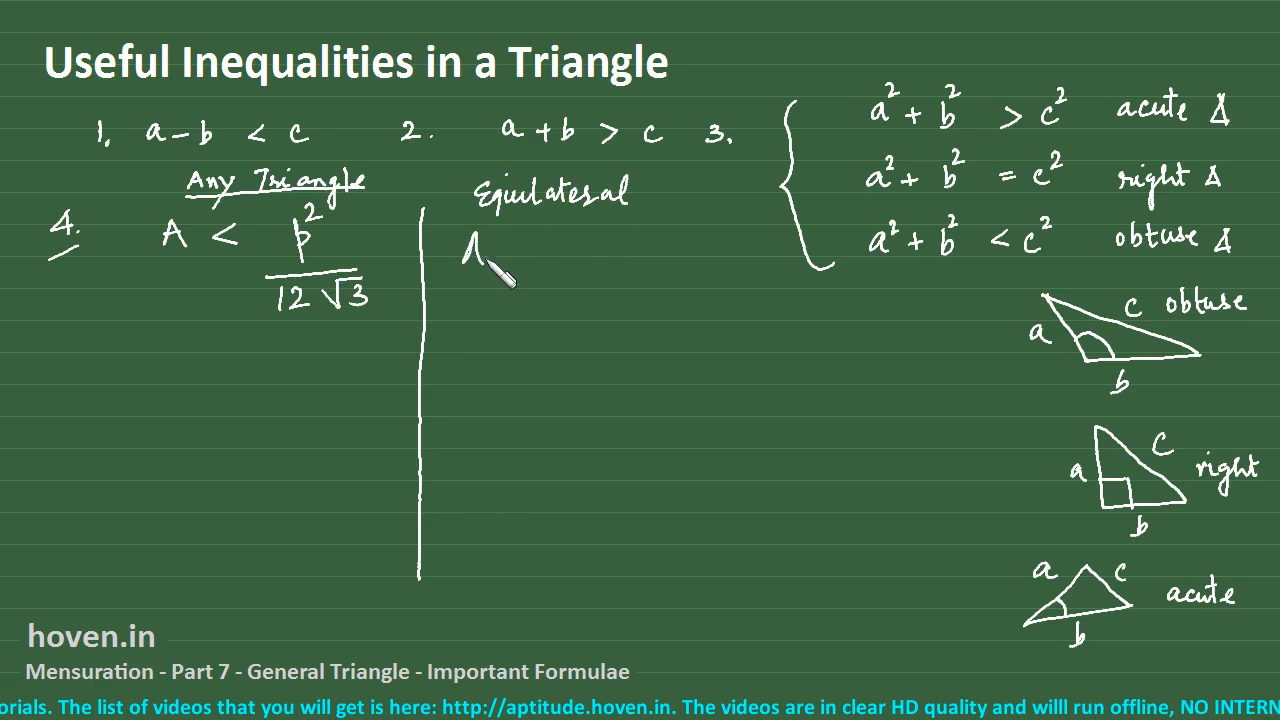 Useful Inequalities in a Triangle
1. a - b < c 2. a + b > c 3.
a² + b² > c² acute Δ
a² + b² = c² right Δ
a² + b² < c² obtuse Δ
Any Triangle
Equilateral
4. A < p² / 12 √3
A
a b c obtuse
a b c right
a b c acute
hoven.in
Mensuration - Part 7 - General Triangle - Important Formulae
orials. The list of videos that you will get is here: http://aptitude.hoven.in. The videos are in clear HD quality and willl run offline, NO INTERN